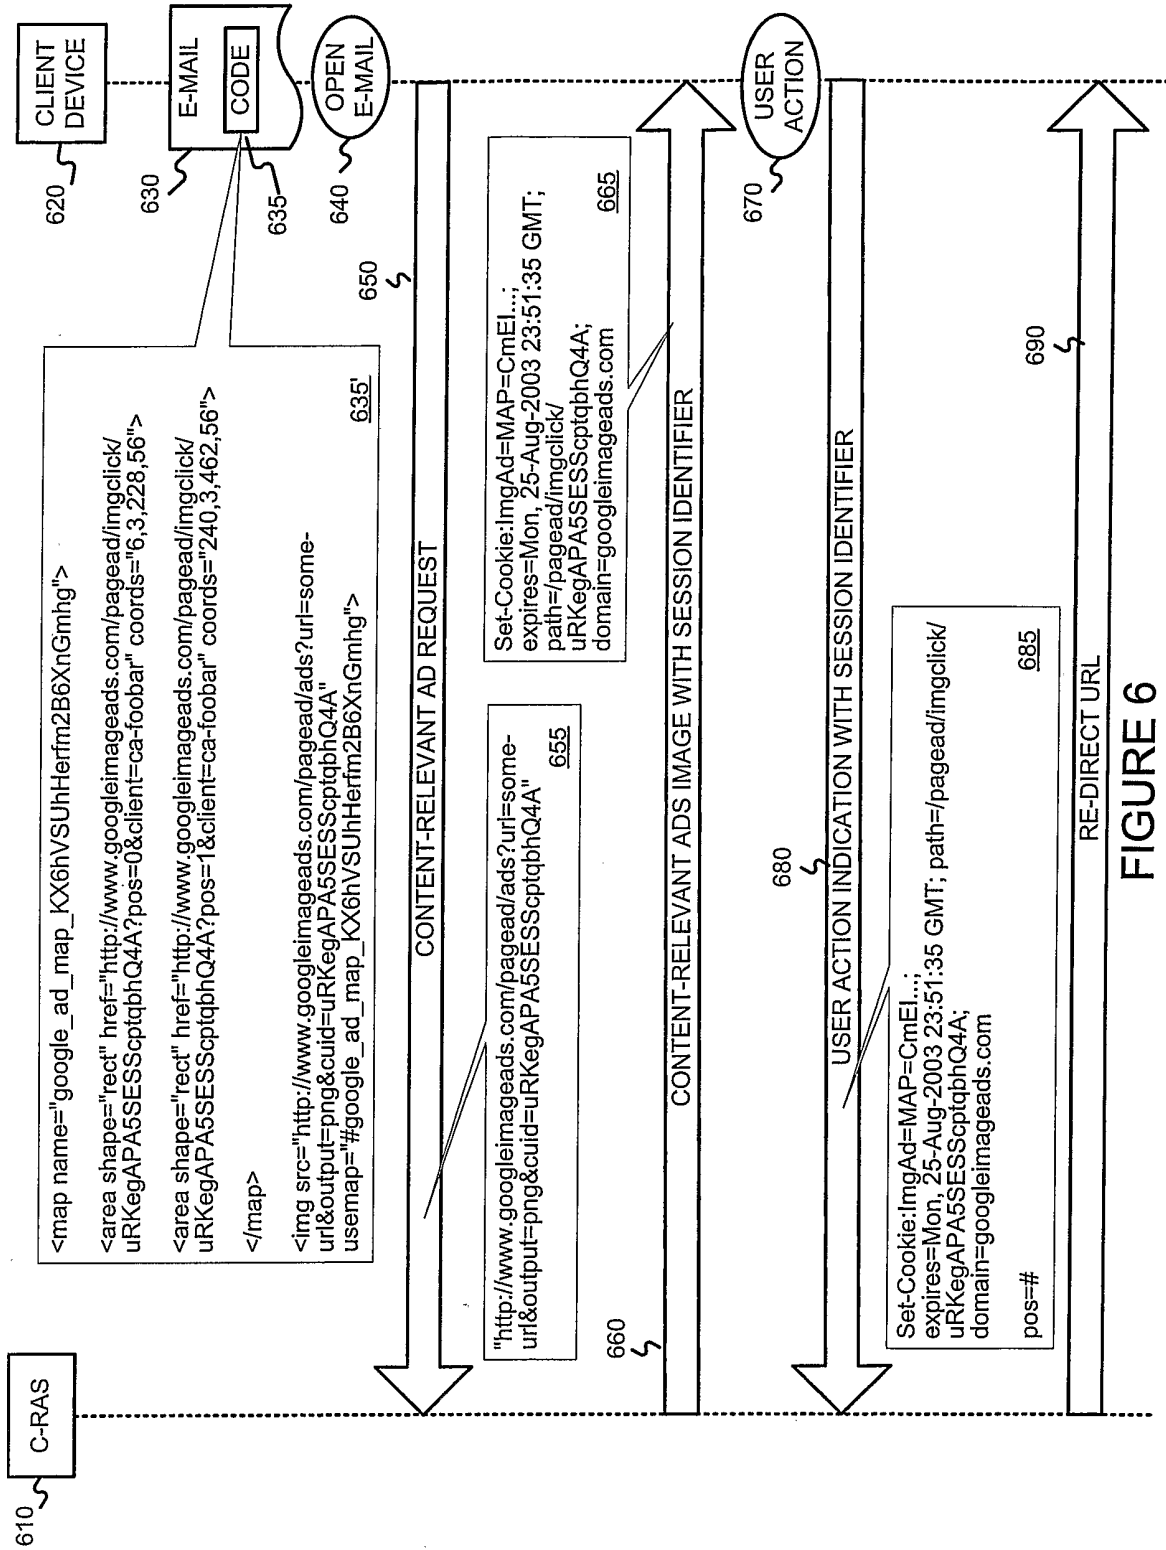 610
C-RAS
620
CLIENT
DEVICE
630
E-MAIL
CODE
635
640
OPEN
E-MAIL
<map name="google_ad_map_KX6hVSUhHerfm2B6XnGmhg">
<area shape="rect" href="http://www.googleimageads.com/pagead/imgclick/
uRKegAPA5SESScptqbhQ4A?pos=0&client=ca-foobar" coords="6,3,228,56">
<area shape="rect" href="http://www.googleimageads.com/pagead/imgclick/
uRKegAPA5SESScptqbhQ4A?pos=1&client=ca-foobar" coords="240,3,462,56">
</map>
<img src="http://www.googleimageads.com/pagead/ads?url=some-
url&output=png&cuid=uRKegAPA5SESScptqbhQ4A"
usemap="#google_ad_map_KX6hVSUhHerfm2B6XnGmhg">
635'
650
CONTENT-RELEVANT AD REQUEST
"http://www.googleimageads.com/pagead/ads?url=some-
url&output=png&cuid=uRKegAPA5SESScptqbhQ4A"
655
Set-Cookie:ImgAd=MAP=CmEI...;
expires=Mon, 25-Aug-2003 23:51:35 GMT;
path=/pagead/imgclick/
uRKegAPA5SESScptqbhQ4A;
domain=googleimageads.com
665
660
CONTENT-RELEVANT ADS IMAGE WITH SESSION IDENTIFIER
670
USER
ACTION
680
USER ACTION INDICATION WITH SESSION IDENTIFIER
Set-Cookie:ImgAd=MAP=CmEI...;
expires=Mon, 25-Aug-2003 23:51:35 GMT; path=/pagead/imgclick/
uRKegAPA5SESScptqbhQ4A;
domain=googleimageads.com
pos=#
685
690
RE-DIRECT URL
FIGURE 6